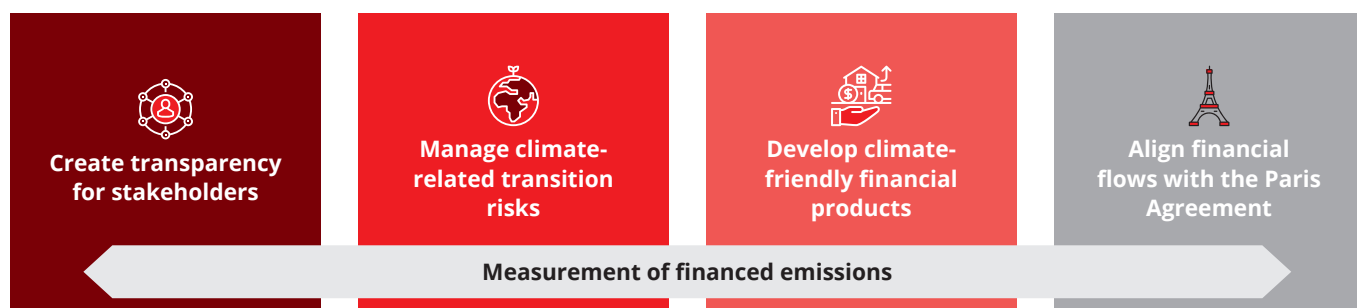 Create transparency
for stakeholders
Manage climate-
related transition
risks
Develop climate-
friendly financial
products
Align financial
flows with the Paris
Agreement
Measurement of financed emissions